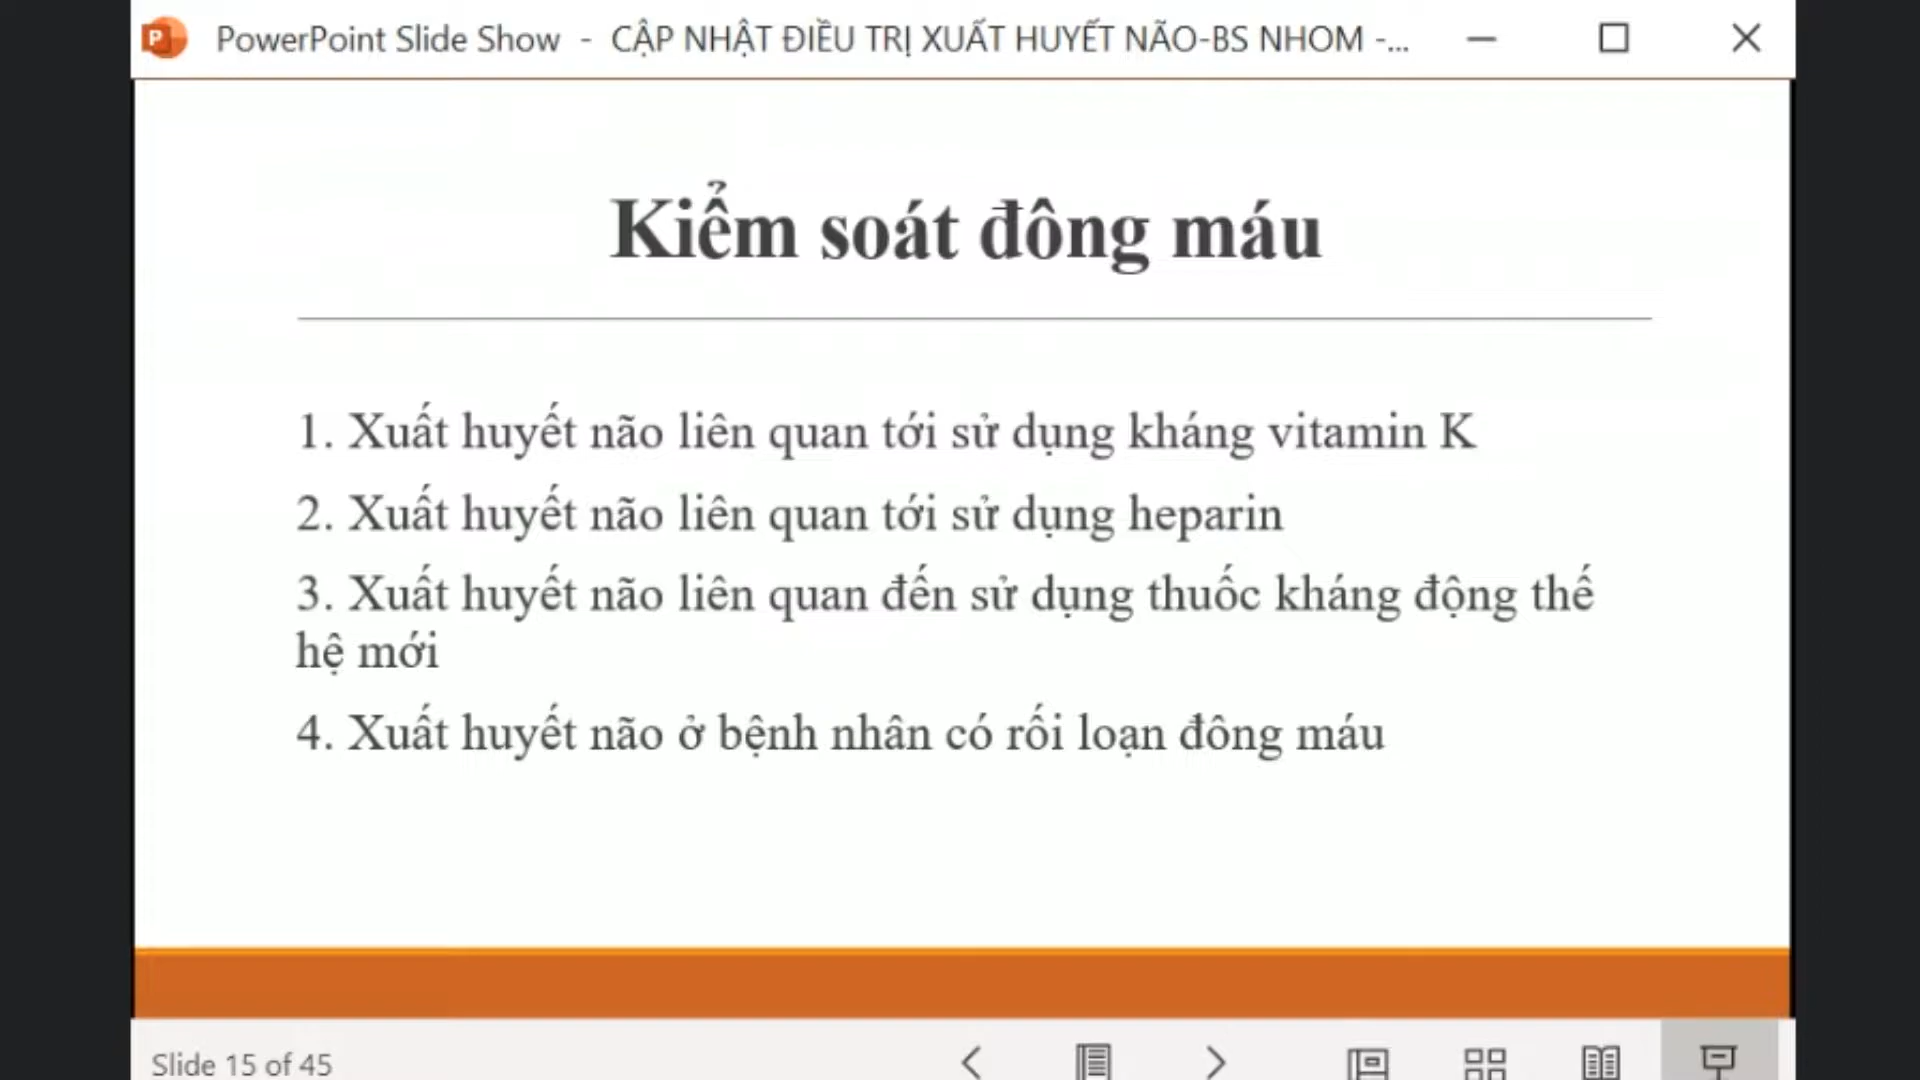 PowerPoint Slide Show - CẬP NHẬT ĐIỀU TRỊ XUẤT HUYẾT NÃO-BS NHOM -...
Kiểm soát đông máu
1. Xuất huyết não liên quan tới sử dụng kháng vitamin K
2. Xuất huyết não liên quan tới sử dụng heparin
3. Xuất huyết não liên quan đến sử dụng thuốc kháng động thế
hệ mới
4. Xuất huyết não ở bệnh nhân có rối loạn đông máu
Slide 15 of 45